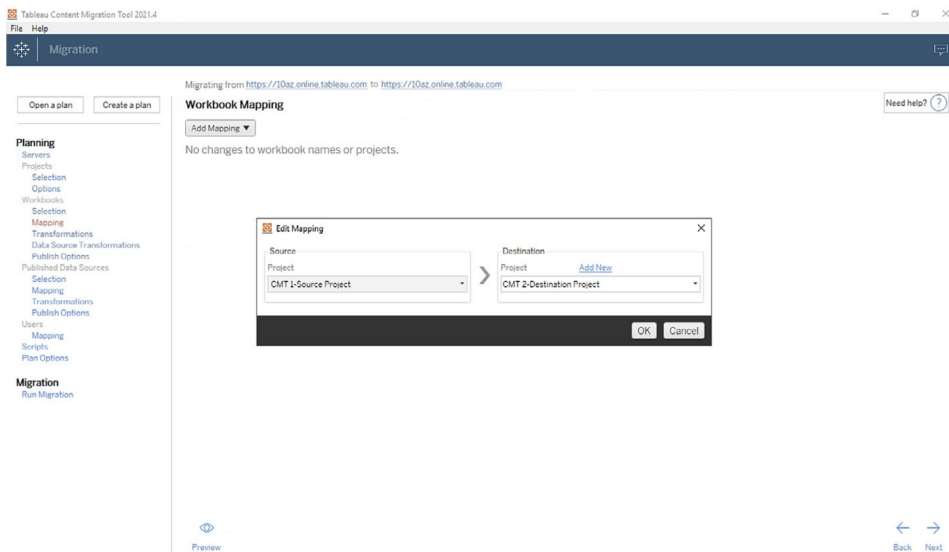 Tableau Content Migration Tool 2021.4
File Help
Migration
Migrating from https://10az.online.tableau.com to https://10az.online.tableau.com
Open a plan Create a plan
Workbook Mapping
Need help? ?
Add Mapping ▼
No changes to workbook names or projects.
Planning
Servers
Projects
Selection
Options
Workbooks
Selection
Mapping
Transformations
Data Source Transformations
Publish Options
Published Data Sources
Selection
Mapping
Transformations
Publish Options
Users
Mapping
Scripts
Plan Options
Migration
Run Migration
Edit Mapping
Source
Project
CMT 1-Source Project
Destination
Project Add New
CMT 2-Destination Project
OK Cancel
Preview
Back Next